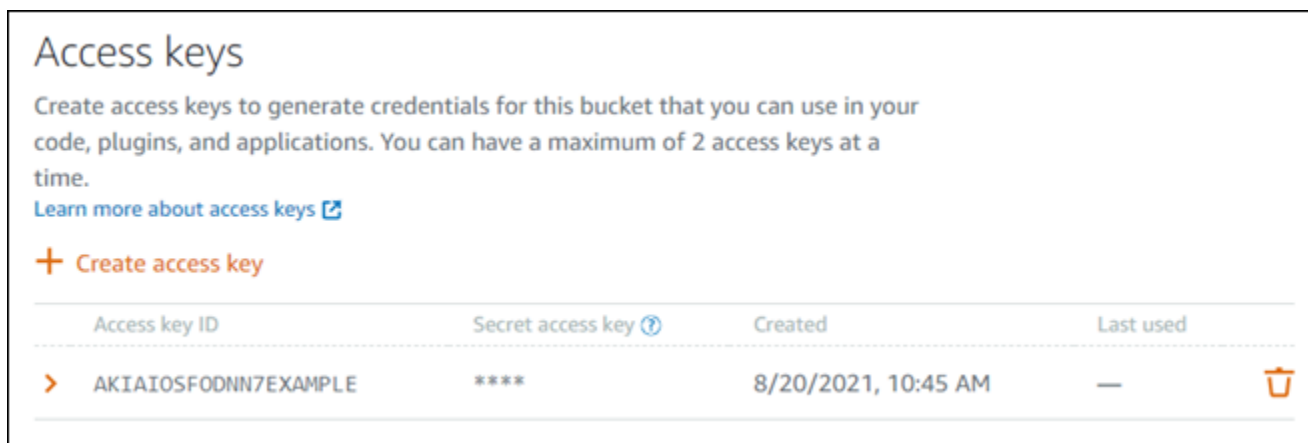 Access keys
Create access keys to generate credentials for this bucket that you can use in your
code, plugins, and applications. You can have a maximum of 2 access keys at a
time.
Learn more about access keys
Create access key
Access key ID Secret access key Created Last used
AKIAIOSFODNN7EXAMPLE **** 8/20/2021, 10:45 AM —